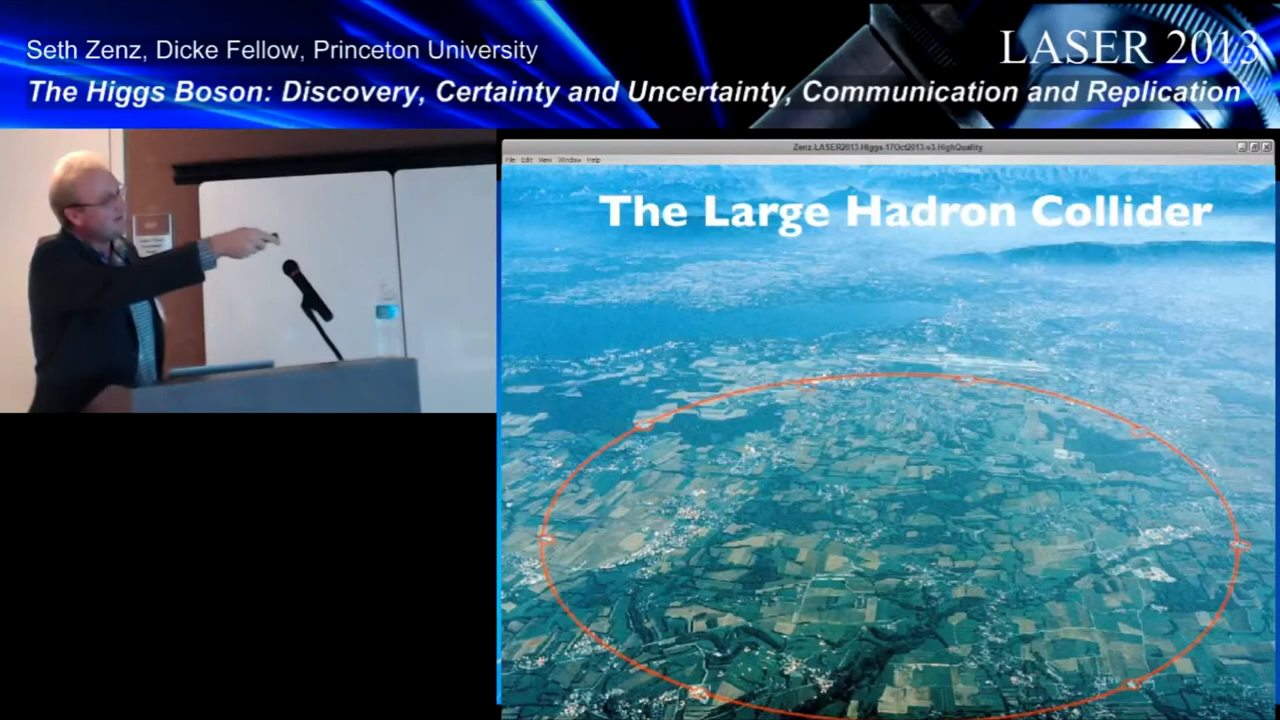 Seth Zenz, Dicke Fellow, Princeton University
LASER 2013
The Higgs Boson: Discovery, Certainty and Uncertainty, Communication and Replication
Zenz-LASER2013-Higgs-17Oct2013-v3-HighQuality
File Edit View Window Help
The Large Hadron Collider